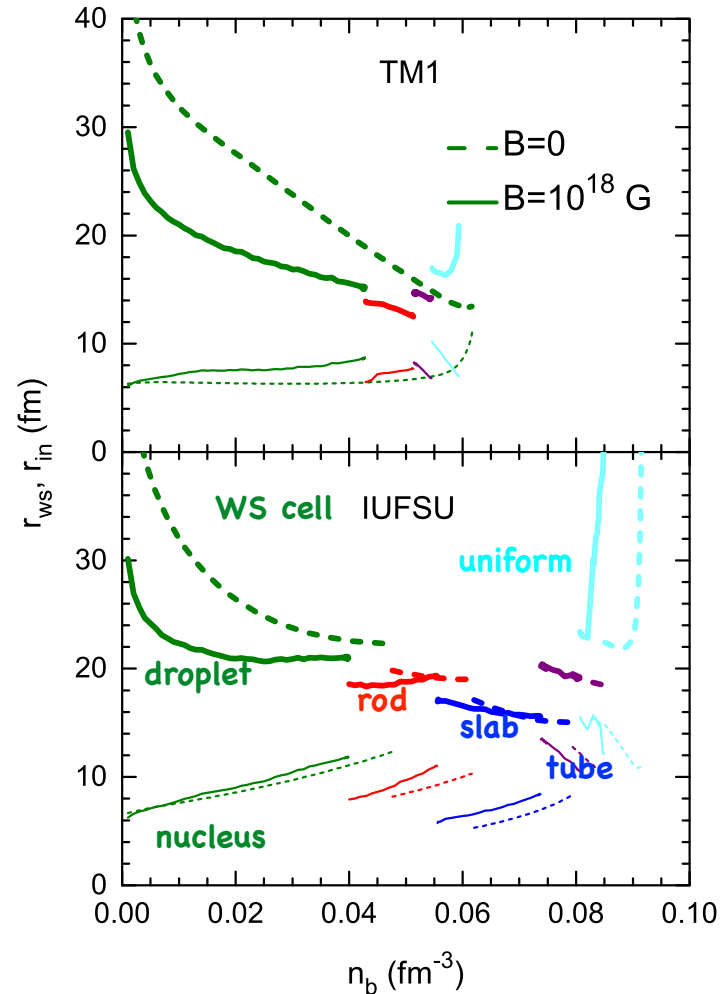 40
TM1
B=0
30
B=10¹⁸ G
20
10
0
r_ws, r_in (fm)
WS cell IUFSU
30
uniform
20
droplet
rod
slab
10
tube
nucleus
0
0.00 0.02 0.04 0.06 0.08 0.10
n_b (fm⁻³)